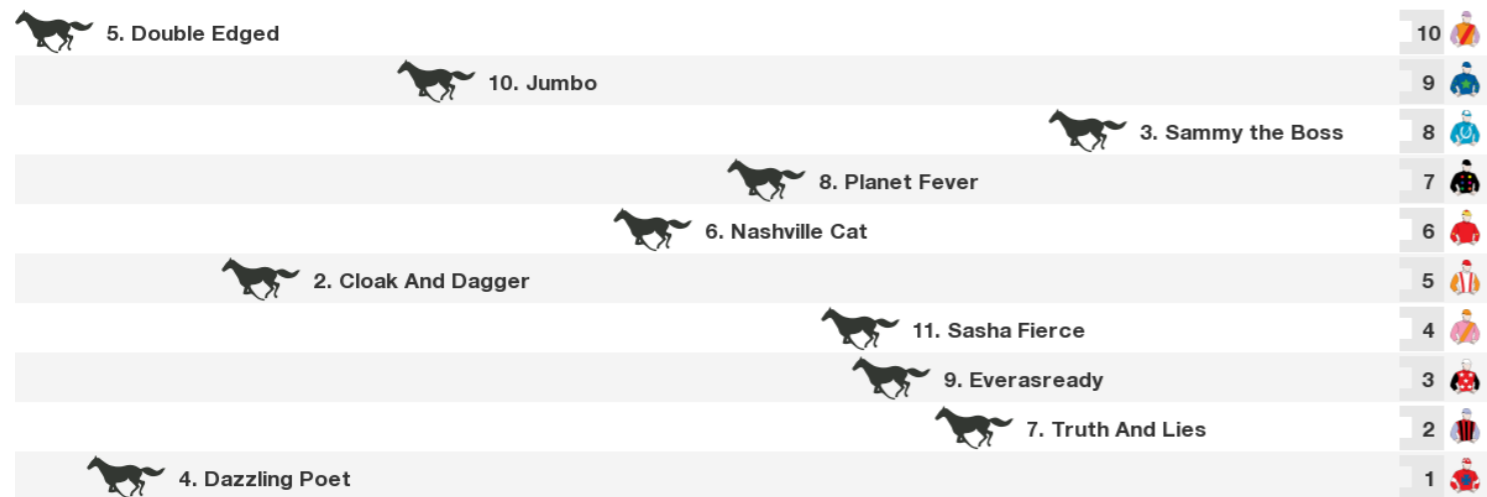 5. Double Edged 10
10. Jumbo 9
3. Sammy the Boss 8
8. Planet Fever 7
6. Nashville Cat 6
2. Cloak And Dagger 5
11. Sasha Fierce 4
9. Everasready 3
7. Truth And Lies 2
4. Dazzling Poet 1